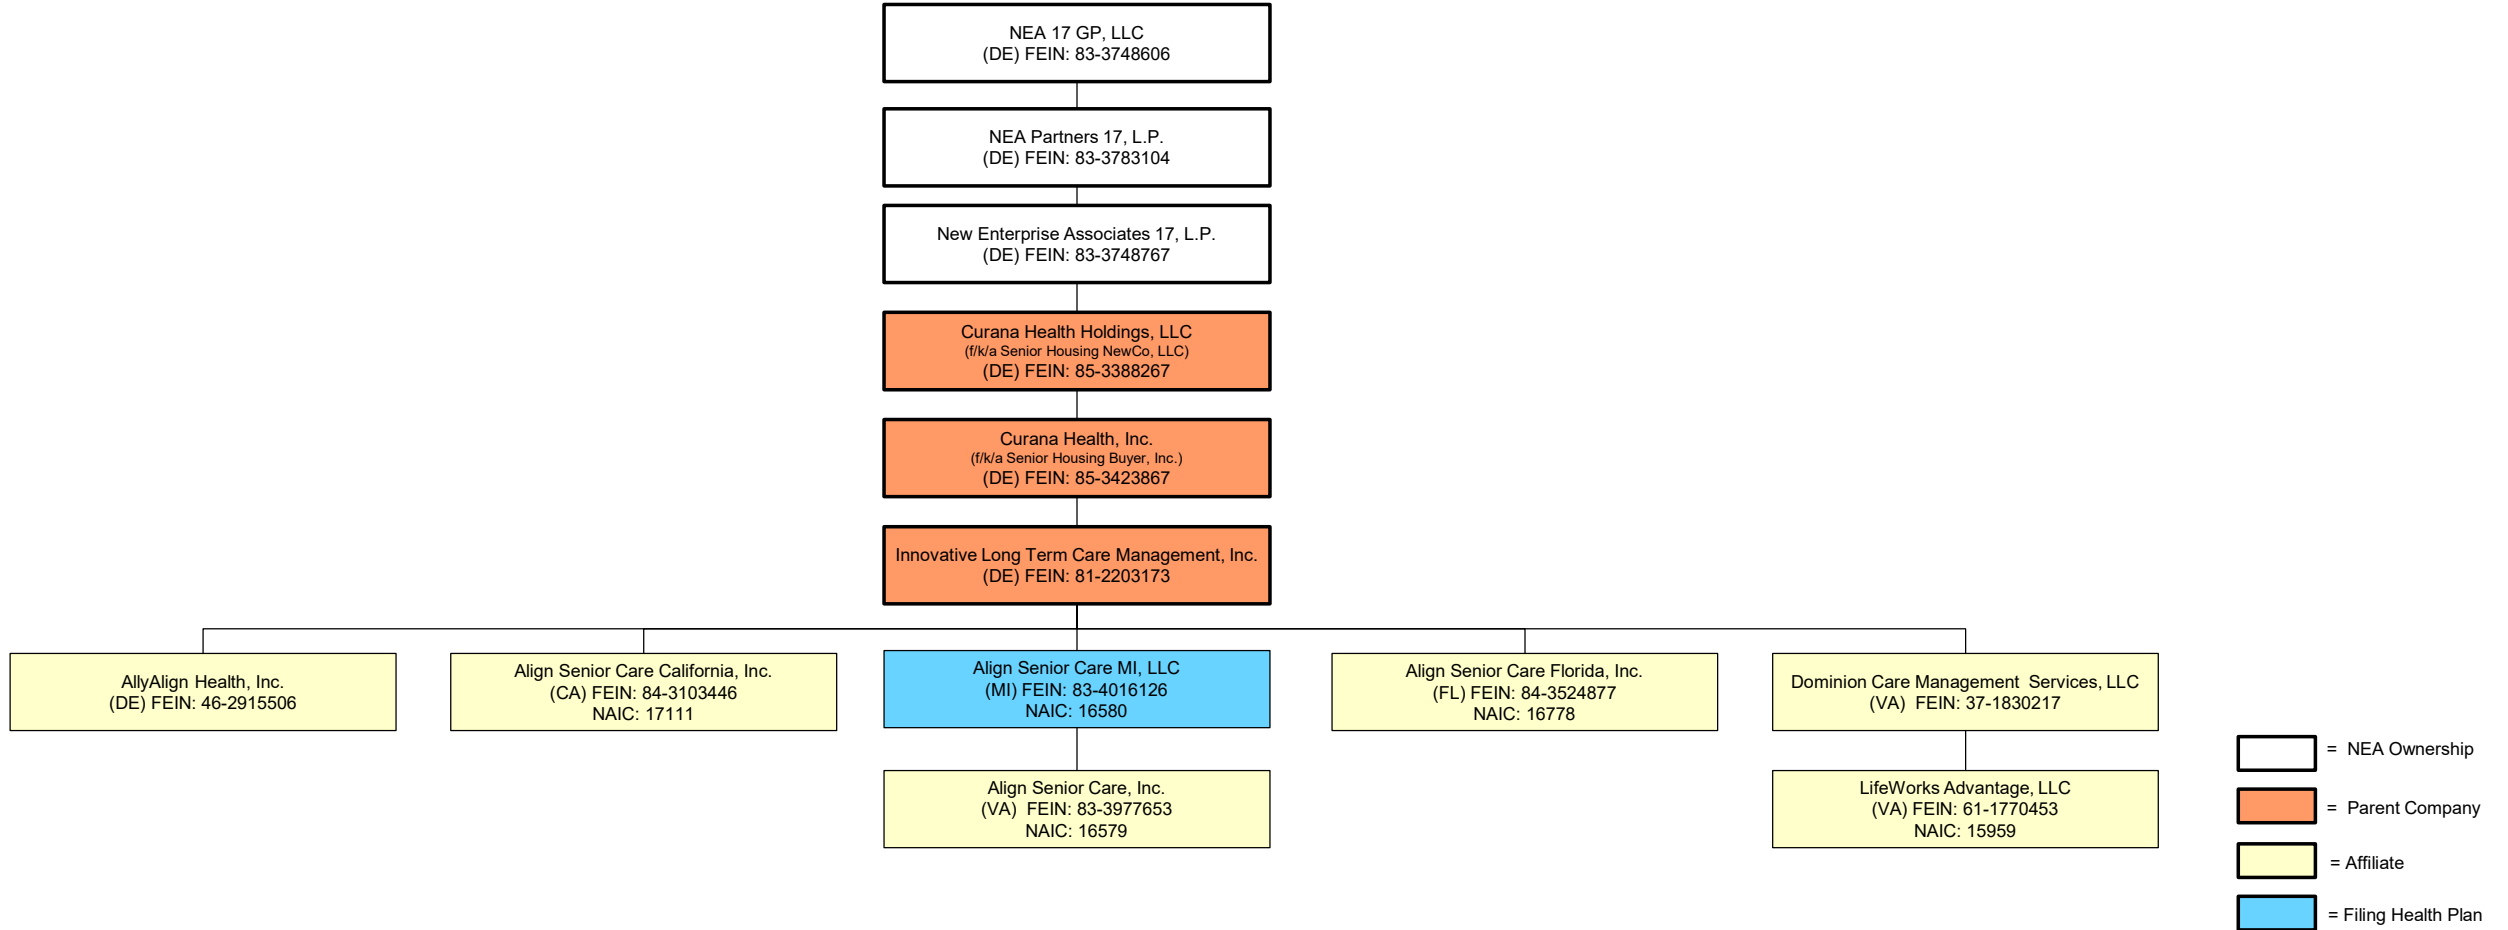 NEA 17 GP, LLC
(DE) FEIN: 83-3748606
NEA Partners 17, L.P.
(DE) FEIN: 83-3783104
New Enterprise Associates 17, L.P.
(DE) FEIN: 83-3748767
Curana Health Holdings, LLC
(f/k/a Senior Housing NewCo, LLC)
(DE) FEIN: 85-3388267
Curana Health, Inc.
(f/k/a Senior Housing Buyer, Inc.)
(DE) FEIN: 85-3423867
Innovative Long Term Care Management, Inc.
(DE) FEIN: 81-2203173
AllyAlign Health, Inc.
(DE) FEIN: 46-2915506
Align Senior Care California, Inc.
(CA) FEIN: 84-3103446
NAIC: 17111
Align Senior Care MI, LLC
(MI) FEIN: 83-4016126
NAIC: 16580
Align Senior Care Florida, Inc.
(FL) FEIN: 84-3524877
NAIC: 16778
Dominion Care Management  Services, LLC
(VA)  FEIN: 37-1830217
Align Senior Care, Inc.
(VA)  FEIN: 83-3977653
NAIC: 16579
LifeWorks Advantage, LLC
(VA) FEIN: 61-1770453
NAIC: 15959
=  NEA Ownership
=  Parent Company
= Affiliate
= Filing Health Plan